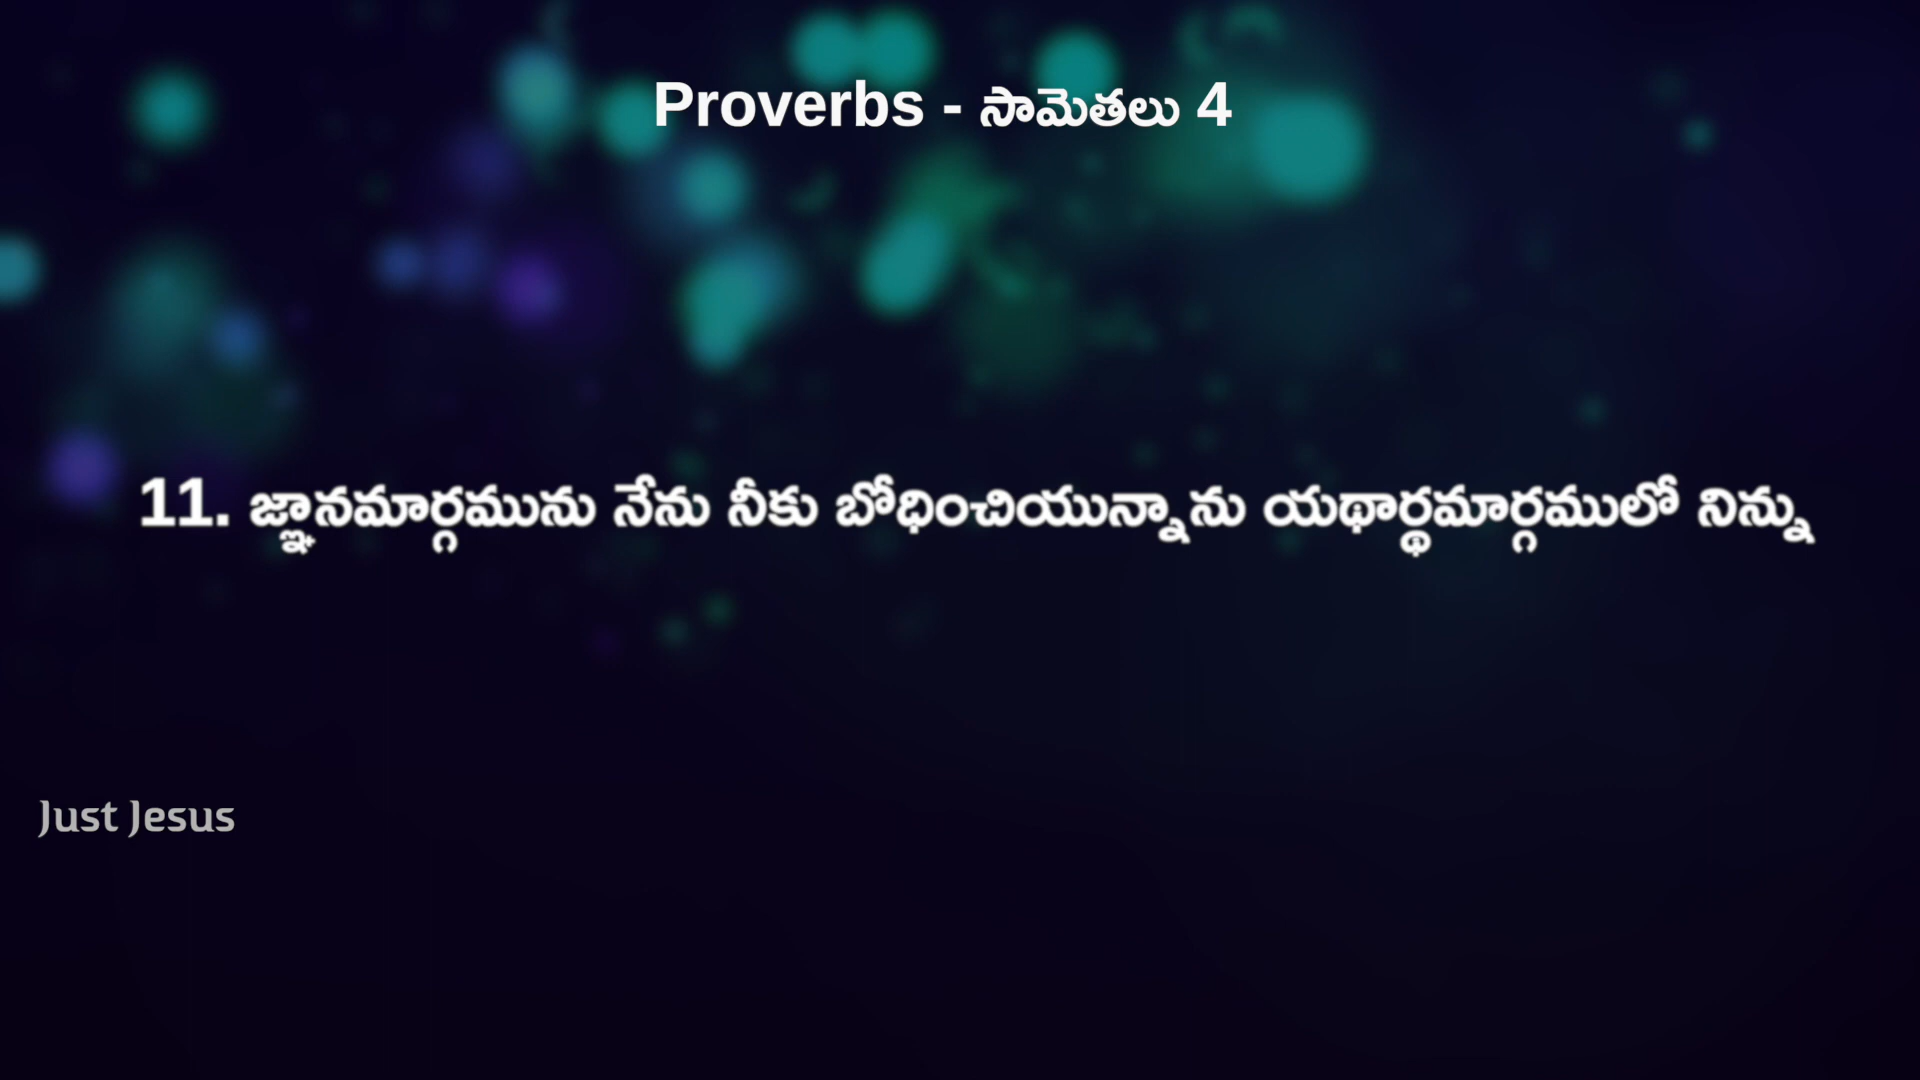 Proverbs - సామెతలు 4
11. జ్ఞానమార్గమును నేను నీకు బోధించియున్నాను యథార్థమార్గములో నిన్ను
Just Jesus